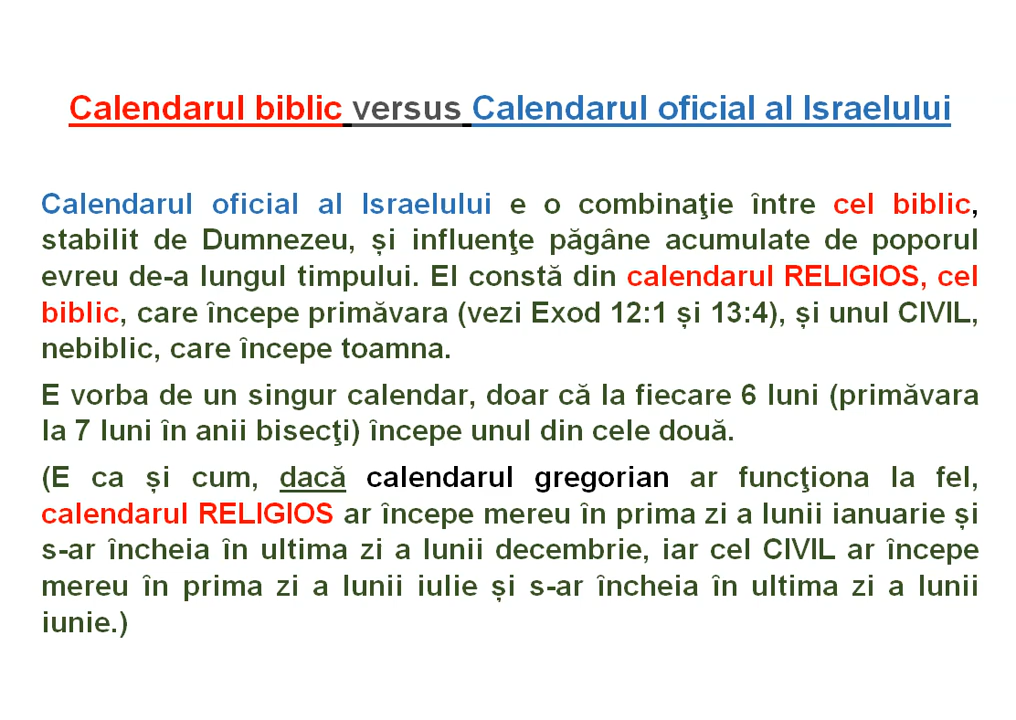 Calendarul biblic versus Calendarul oficial al Israelului
Calendarul oficial al Israelului e o combinaţie între cel biblic,
stabilit de Dumnezeu, și influenţe păgâne acumulate de poporul
evreu de-a lungul timpului. El constă din calendarul RELIGIOS, cel
biblic, care începe primăvara (vezi Exod 12:1 și 13:4), și unul CIVIL,
nebiblic, care începe toamna.
E vorba de un singur calendar, doar că la fiecare 6 luni (primăvara
la 7 luni în anii bisecţi) începe unul din cele două.
(E ca și cum, dacă calendarul gregorian ar funcţiona la fel,
calendarul RELIGIOS ar începe mereu în prima zi a lunii ianuarie și
s-ar încheia în ultima zi a lunii decembrie, iar cel CIVIL ar începe
mereu în prima zi a lunii iulie și s-ar încheia în ultima zi a lunii
iunie.)